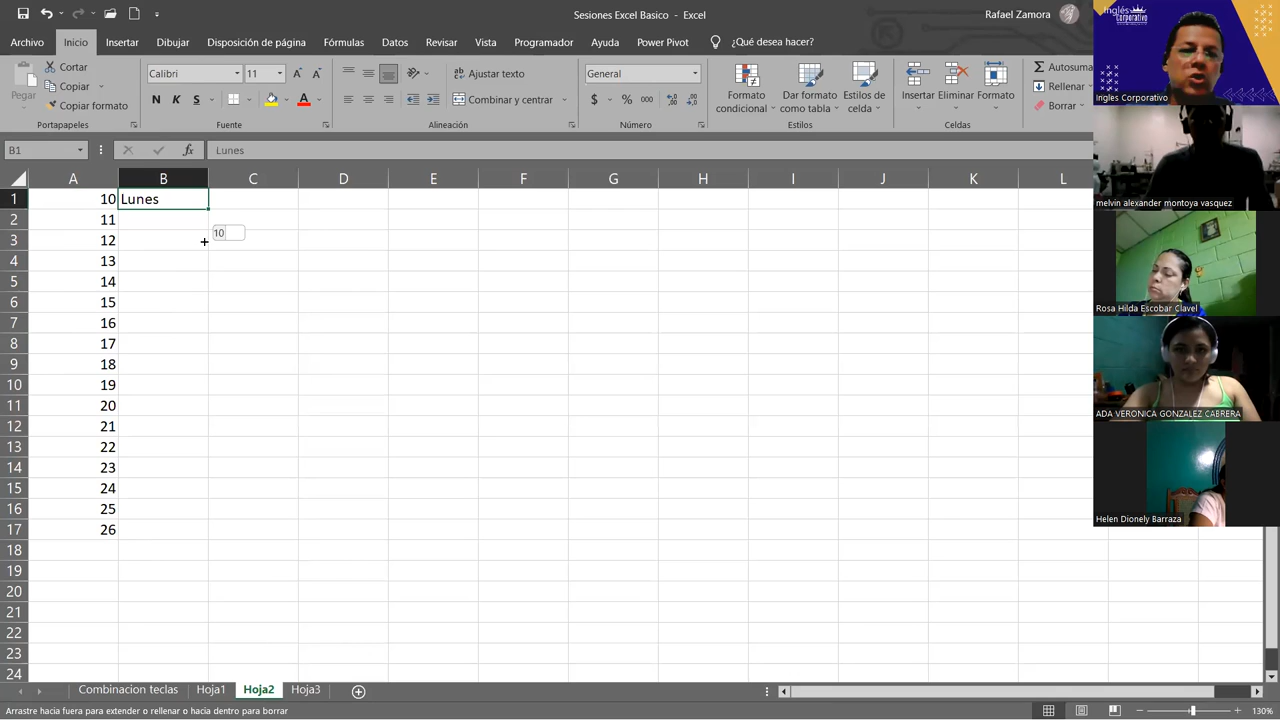 Sesiones Excel Basico - Excel
Rafael Zamora
Archivo Inicio Insertar Dibujar Disposición de página Fórmulas Datos Revisar Vista Programador Ayuda Power Pivot ¿Qué desea hacer?
Pegar
Cortar
Copiar
Copiar formato
Portapapeles
Calibri 11
N K S
Fuente
Ajustar texto
Combinar y centrar
Alineación
General
$ % 000
Número
Formato condicional
Dar formato como tabla
Estilos de celda
Estilos
Insertar Eliminar Formato
Celdas
Autosuma
Rellenar
Borrar
B1 fx Lunes
A B C D E F G H I J K L
1 10 Lunes
2 11
10
3 12
4 13
5 14
6 15
7 16
8 17
9 18
10 19
11 20
12 21
13 22
14 23
15 24
16 25
17 26
18
19
20
21
22
23
24
Combinacion teclas Hoja1 Hoja2 Hoja3
Arrastre hacia fuera para extender o rellenar o hacia dentro para borrar
130%
Inglés Corporativo
Ingles Corporativo
melvin alexander montoya vasquez
Rosa Hilda Escobar Clavel
ADA VERONICA GONZALEZ CABRERA
Helen Dionely Barraza